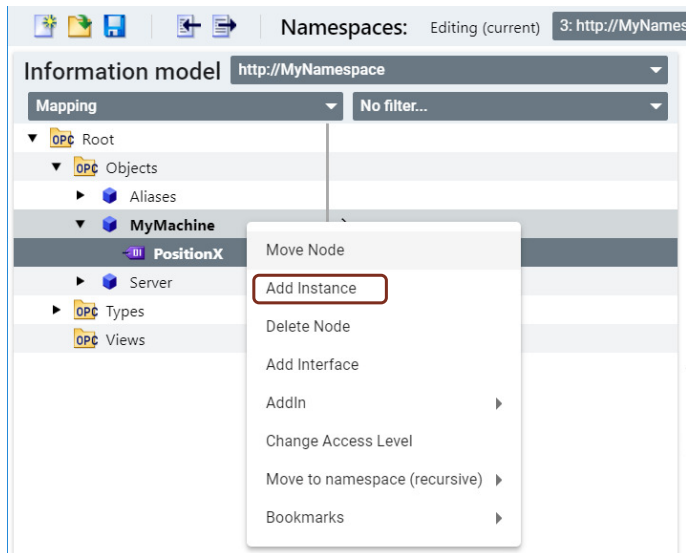 Namespaces: Editing (current) 3: http://MyNames
Information model http://MyNamespace
Mapping No filter...
OPC Root
OPC Objects
Aliases
MyMachine
DI PositionX
Server
OPC Types
OPC Views
Move Node
Add Instance
Delete Node
Add Interface
AddIn
Change Access Level
Move to namespace (recursive)
Bookmarks